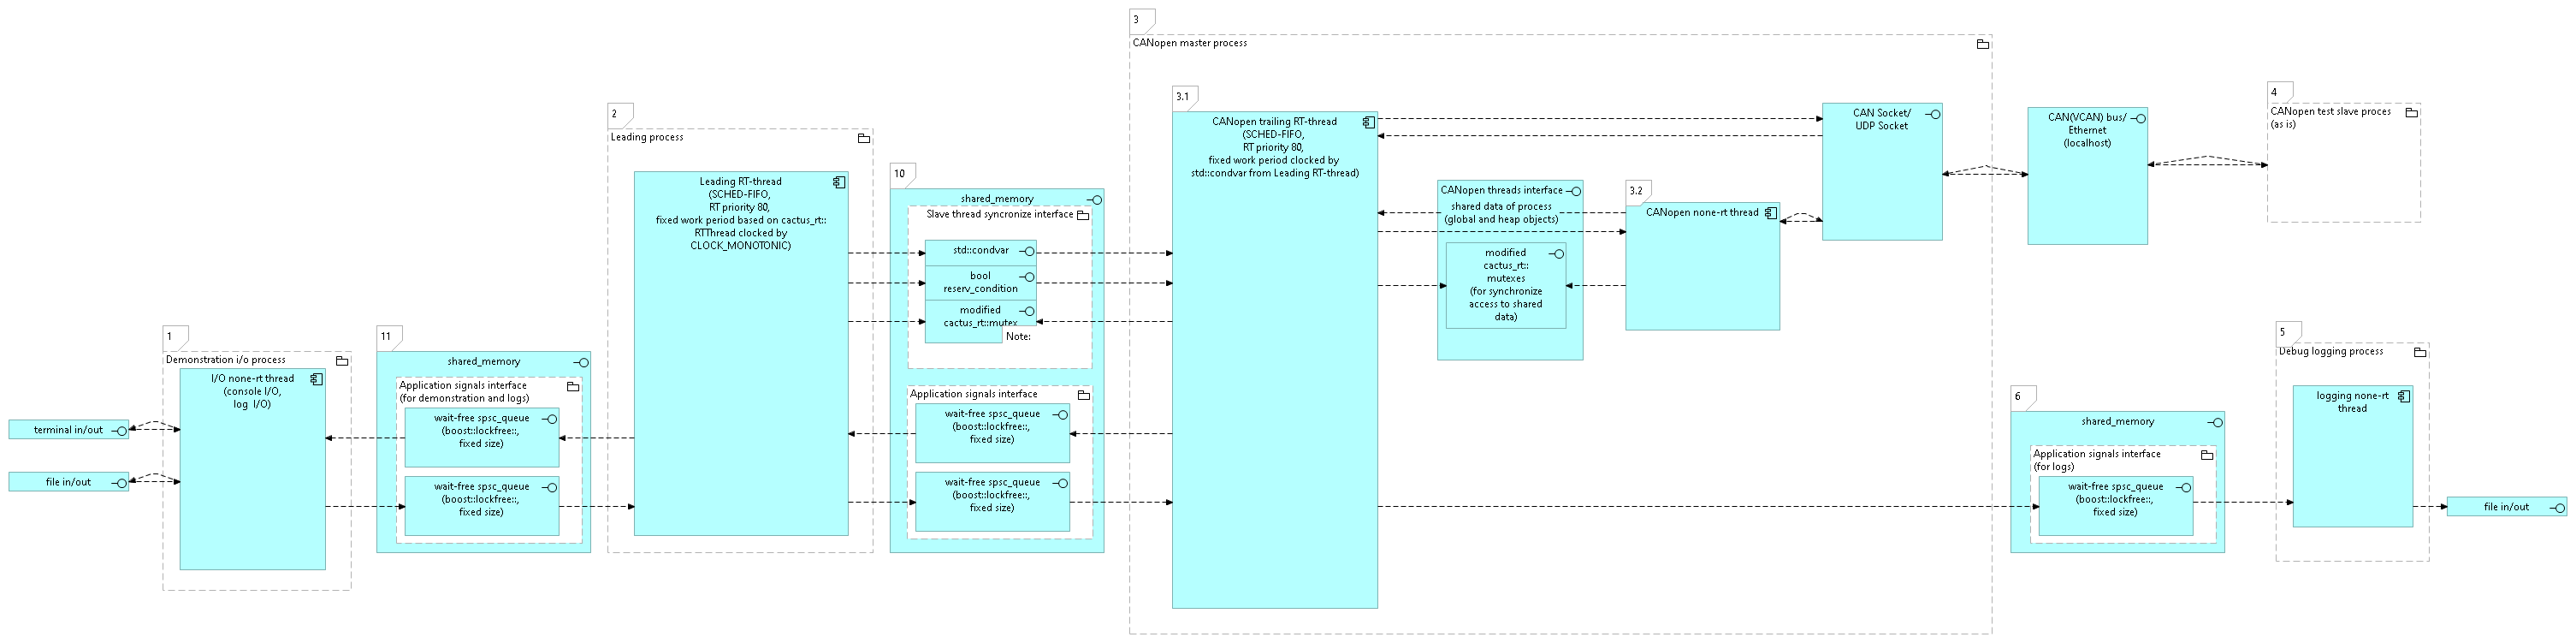 terminal in/out
file in/out
1
Demonstration i/o process
I/O none-rt thread
(console I/O,
log I/O)
11
shared_memory
Application signals interface
(for demonstration and logs)
wait-free spsc_queue
(boost::lockfree::,
fixed size)
wait-free spsc_queue
(boost::lockfree::,
fixed size)
2
Leading process
Leading RT-thread
(SCHED-FIFO,
RT priority 80,
fixed work period based on cactus_rt::
RTThread clocked by
CLOCK_MONOTONIC)
10
shared_memory
Slave thread syncronize interface
std::condvar
bool
reserv_condition
modified
cactus_rt::mutex
Note:
Application signals interface
wait-free spsc_queue
(boost::lockfree::,
fixed size)
wait-free spsc_queue
(boost::lockfree::,
fixed size)
3
CANopen master process
3.1
CANopen trailing RT-thread
(SCHED-FIFO,
RT priority 80,
fixed work period clocked by
std::condvar from Leading RT-thread)
CANopen threads interface
shared data of process
(global and heap objects)
modified
cactus_rt::
mutexes
(for synchronize
access to shared
data)
3.2
CANopen none-rt thread
CAN Socket/
UDP Socket
CAN(VCAN) bus/
Ethernet
(localhost)
4
CANopen test slave proces
(as is)
6
shared_memory
Application signals interface
(for logs)
wait-free spsc_queue
(boost::lockfree::,
fixed size)
5
Debug logging process
logging none-rt
thread
file in/out